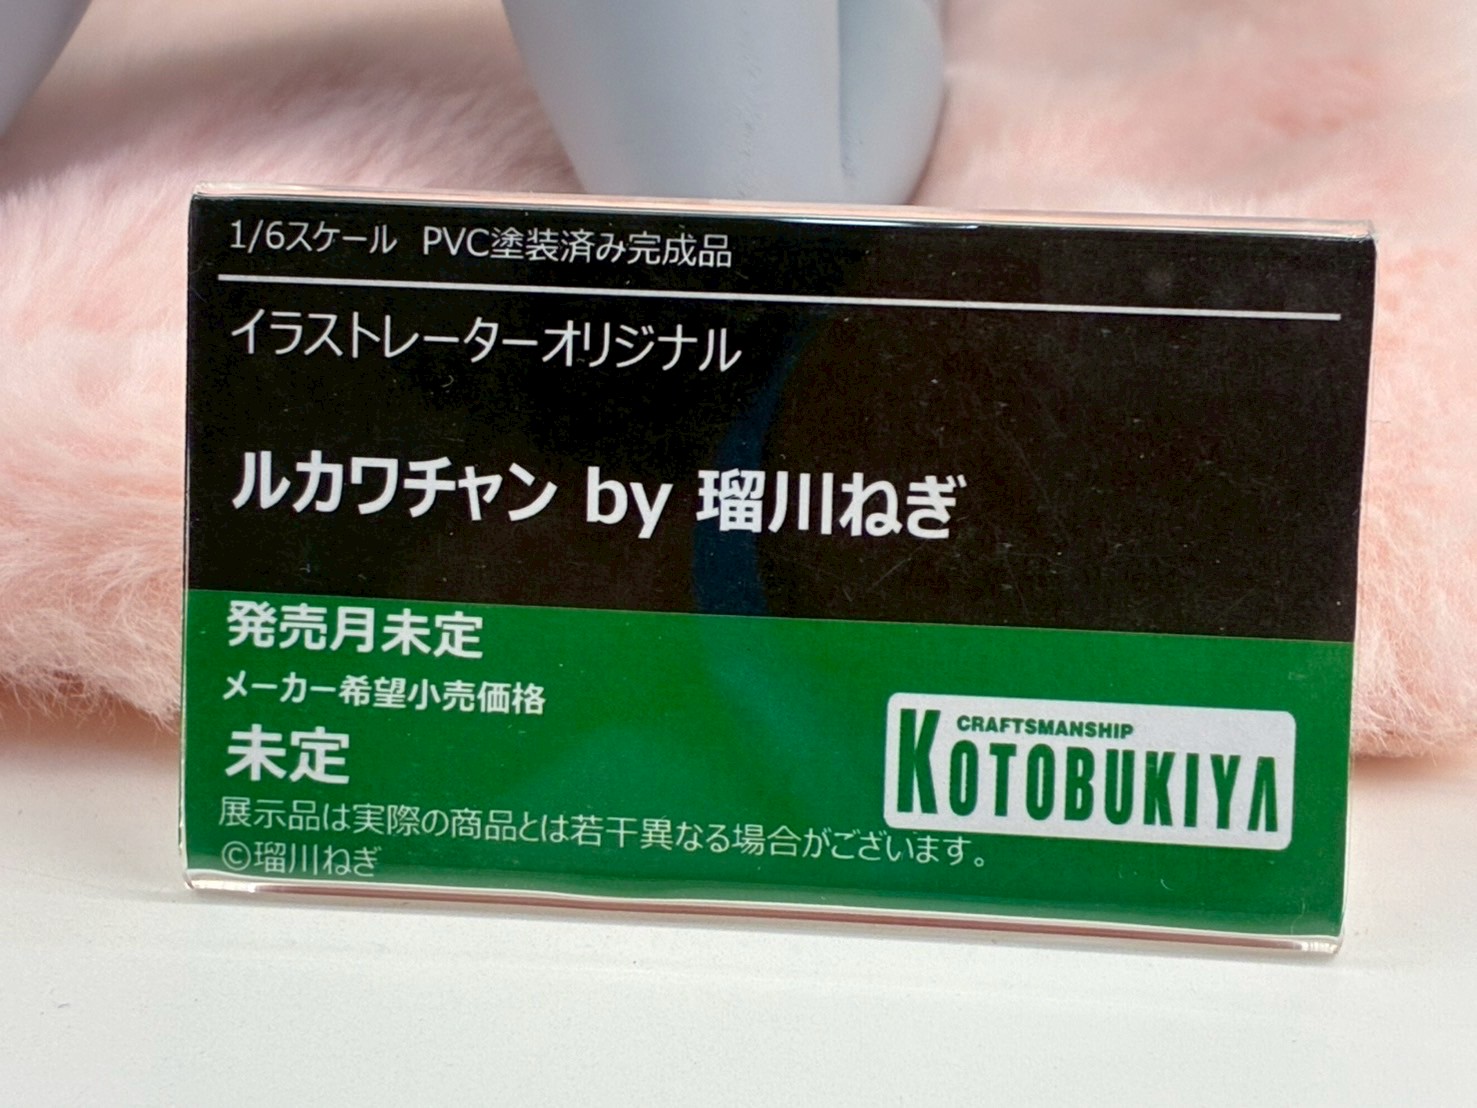 1/6スケール PVC塗装済み完成品
イラストレーターオリジナル
ルカワチャン by 瑠川ねぎ
発売月未定
メーカー希望小売価格
未定
CRAFTSMANSHIP
KOTOBUKIYA
展示品は実際の商品とは若干異なる場合がございます。
©瑠川ねぎ